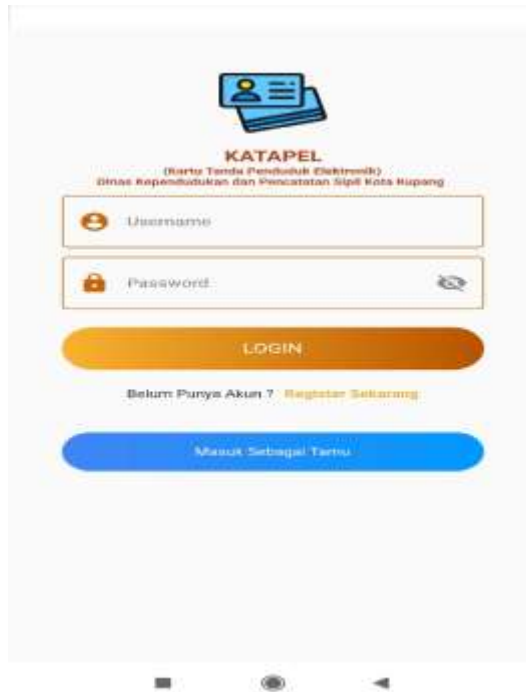 KATAPEL
(Kartu Tanda Penduduk Elektronik)
Dinas Kependudukan dan Pencatatan Sipil Kota Kupang
Username
Password
LOGIN
Belum Punya Akun ? Register Sekarang
Masuk Sebagai Tamu